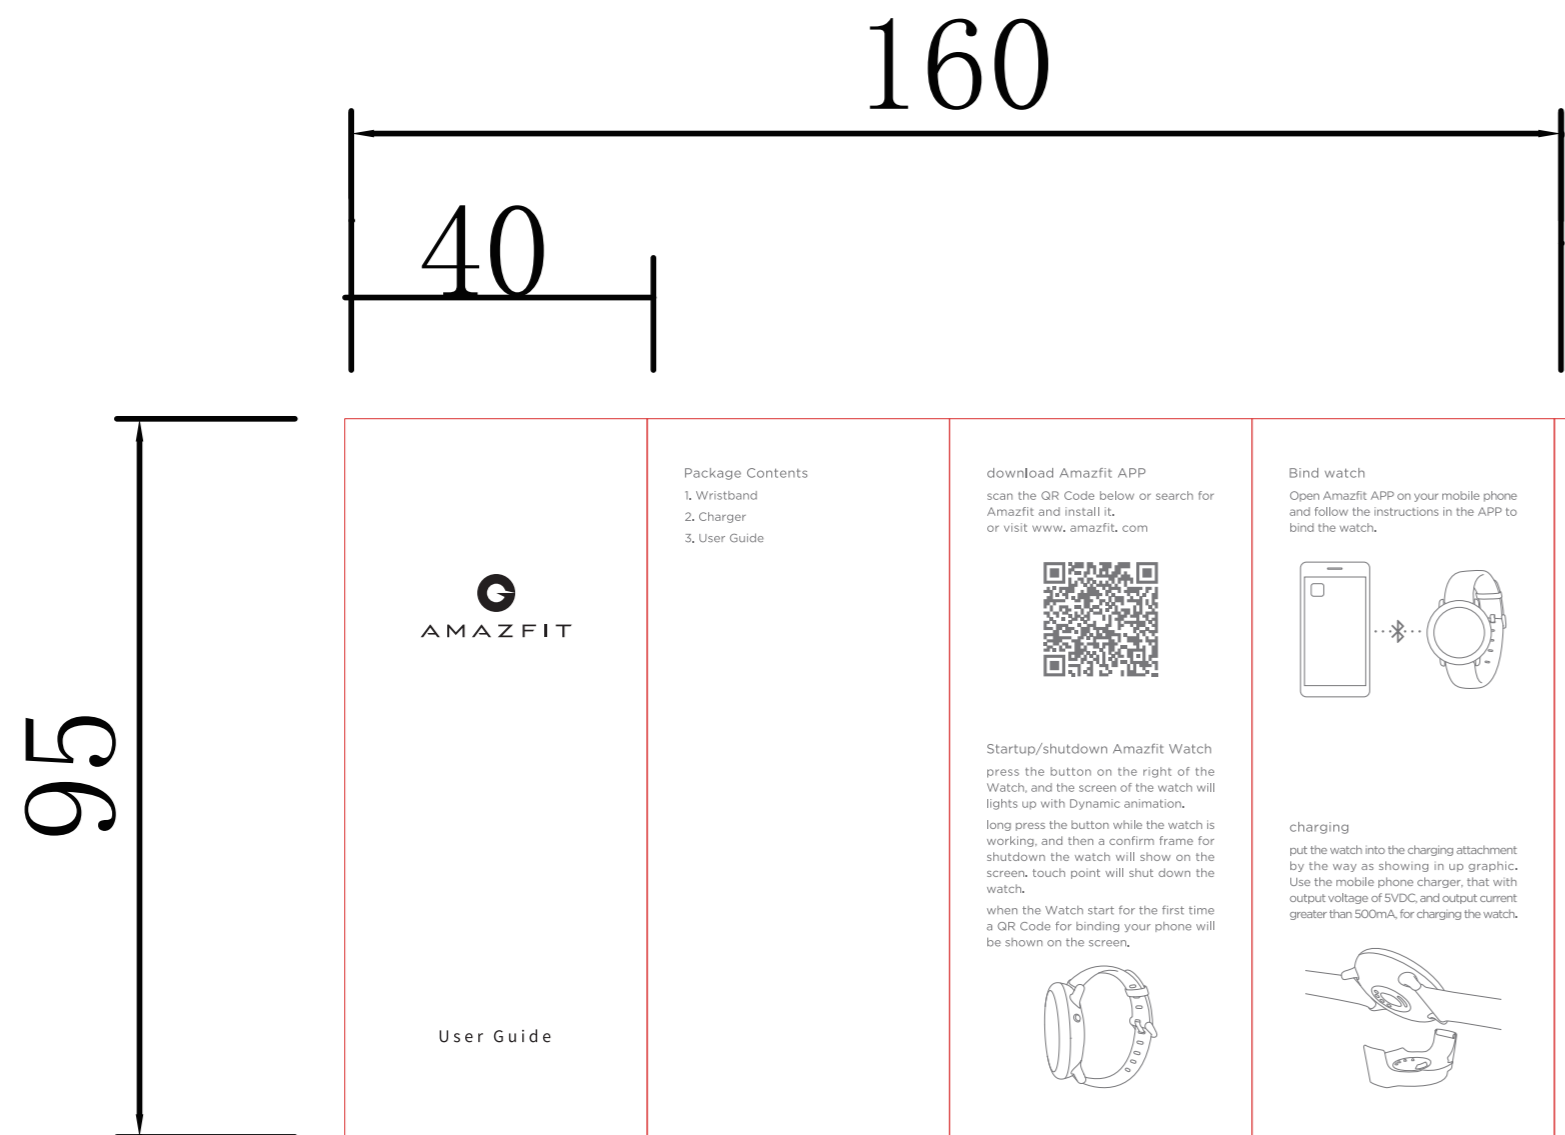 160
40
95
AMAZFIT
User Guide
Package Contents
1. Wristband
2. Charger
3. User Guide
download Amazfit APP
scan the QR Code below or search for
Amazfit and install it.
or visit www. amazfit. com
Startup/shutdown Amazfit Watch
press the button on the right of the
Watch, and the screen of the watch will
lights up with Dynamic animation.
long press the button while the watch is
working, and then a confirm frame for
shutdown the watch will show on the
screen. touch point will shut down the
watch.
when the Watch start for the first time
a QR Code for binding your phone will
be shown on the screen.
Bind watch
Open Amazfit APP on your mobile phone
and follow the instructions in the APP to
bind the watch.
charging
put the watch into the charging attachment
by the way as showing in up graphic.
Use the mobile phone charger, that with
output voltage of 5VDC, and output current
greater than 500mA, for charging the watch.